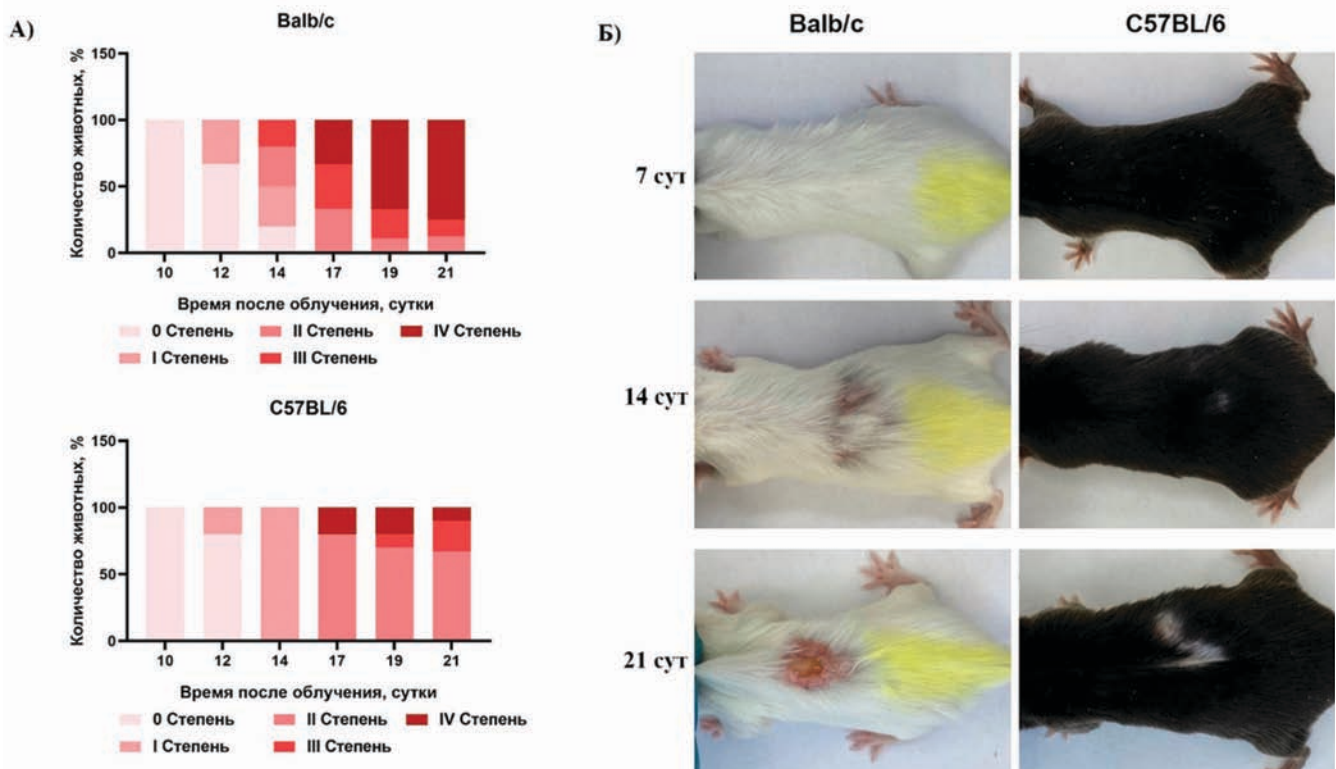 А)
Balb/c
Количество животных, %
150
100
50
0
10 12 14 17 19 21
Время после облучения, сутки
0 Степень II Степень IV Степень
I Степень III Степень
C57BL/6
Количество животных, %
150
100
50
0
10 12 14 17 19 21
Время после облучения, сутки
0 Степень II Степень IV Степень
I Степень III Степень
Б)
Balb/c C57BL/6
7 сут
14 сут
21 сут